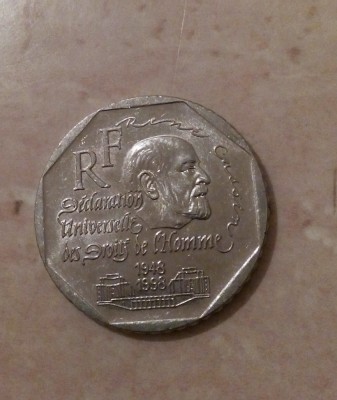 René Cassin
RF
Déclaration
Universelle
des Droits de l'Homme
1948
1998